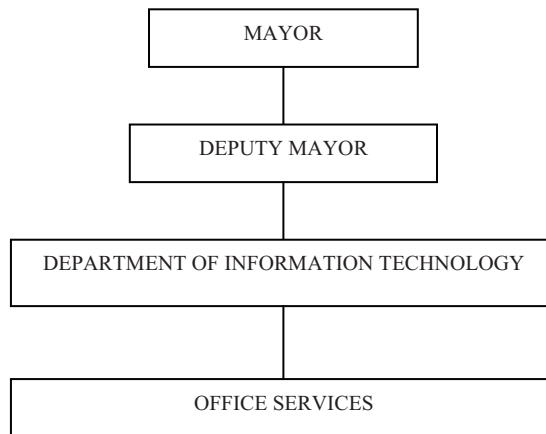 MAYOR
DEPUTY MAYOR
DEPARTMENT OF INFORMATION TECHNOLOGY
OFFICE SERVICES